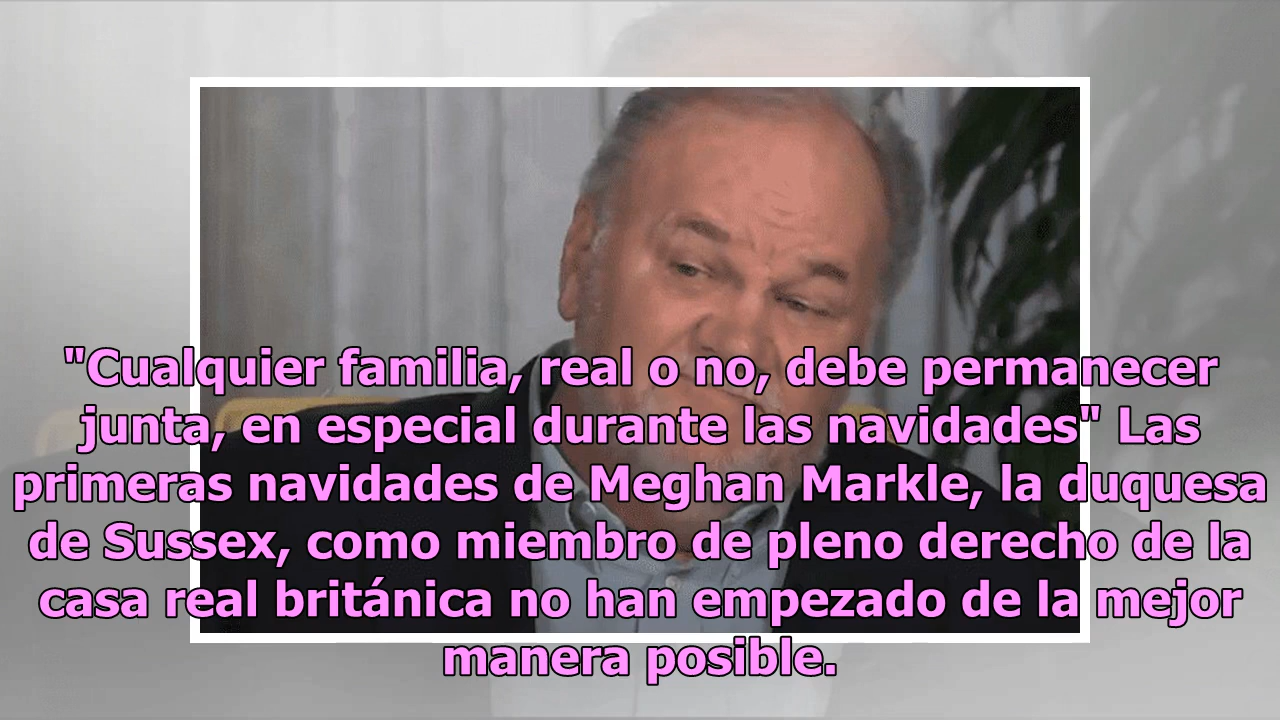 "Cualquier familia, real o no, debe permanecer
junta, en especial durante las navidades" Las
primeras navidades de Meghan Markle, la duquesa
de Sussex, como miembro de pleno derecho de la
casa real británica no han empezado de la mejor
manera posible.